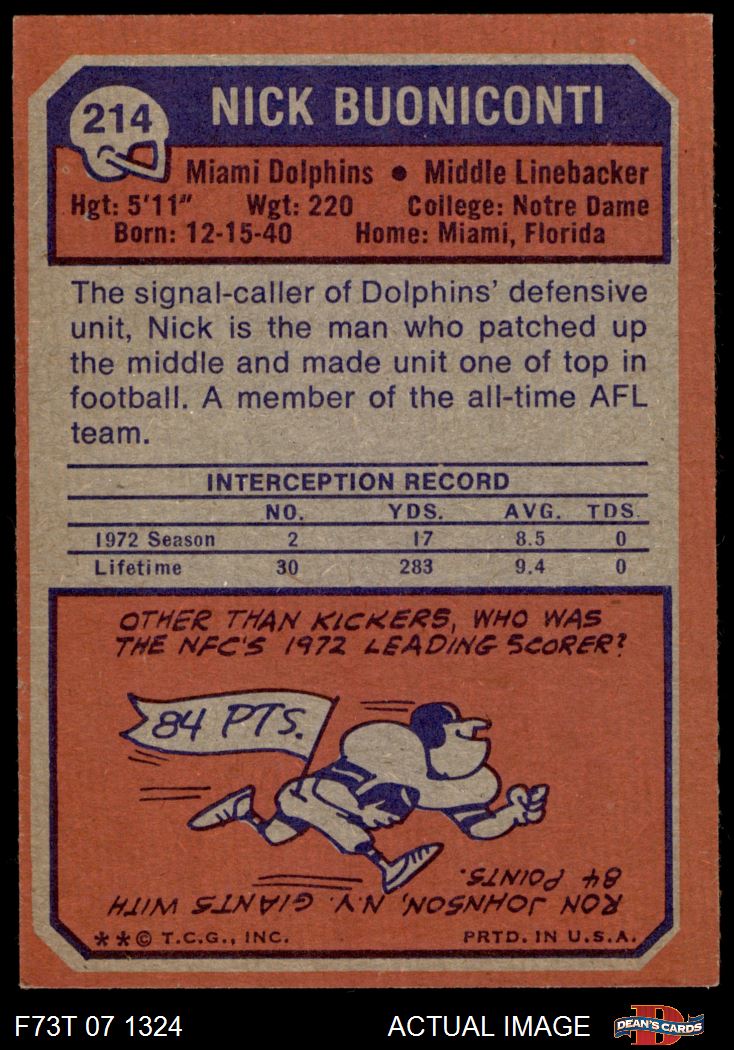 214
NICK BUONICONTI
Miami Dolphins • Middle Linebacker
Hgt: 5'11" Wgt: 220 College: Notre Dame
Born: 12-15-40 Home: Miami, Florida
The signal-caller of Dolphins' defensive
unit, Nick is the man who patched up
the middle and made unit one of top in
football. A member of the all-time AFL
team.
INTERCEPTION RECORD
NO. YDS. AVG. TDS.
1972 Season 2 17 8.5 0
Lifetime 30 283 9.4 0
OTHER THAN KICKERS, WHO WAS
THE NFC'S 1972 LEADING SCORER?
84 PTS.
RON JOHNSON, N.Y. GIANTS WITH
84 POINTS.
**© T.C.G., INC. PRTD. IN U.S.A.
F73T 07 1324 ACTUAL IMAGE
D
DEAN'S CARDS